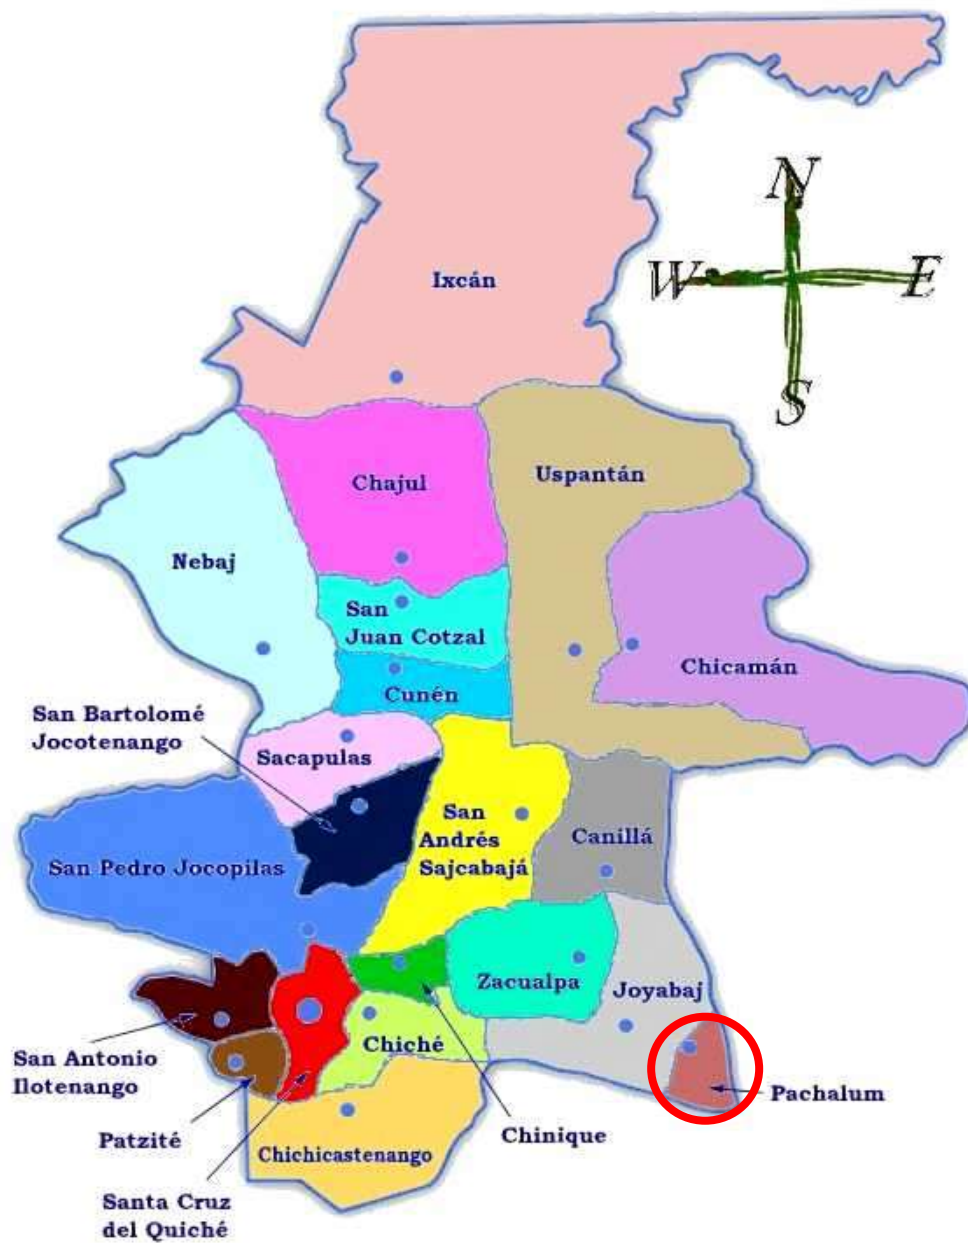 N
W E
S
Ixcán
Chajul
Uspantán
Nebaj
San
Juan Cotzal
Chicamán
Cunén
San Bartolomé
Jocotenango
Sacapulas
San
Andrés
Sajcabajá
Canillá
San Pedro Jocopilas
Zacualpa
Joyabaj
San Antonio
Ilotenango
Chiché
Pachalum
Patzité
Chinique
Chichicastenango
Santa Cruz
del Quiché